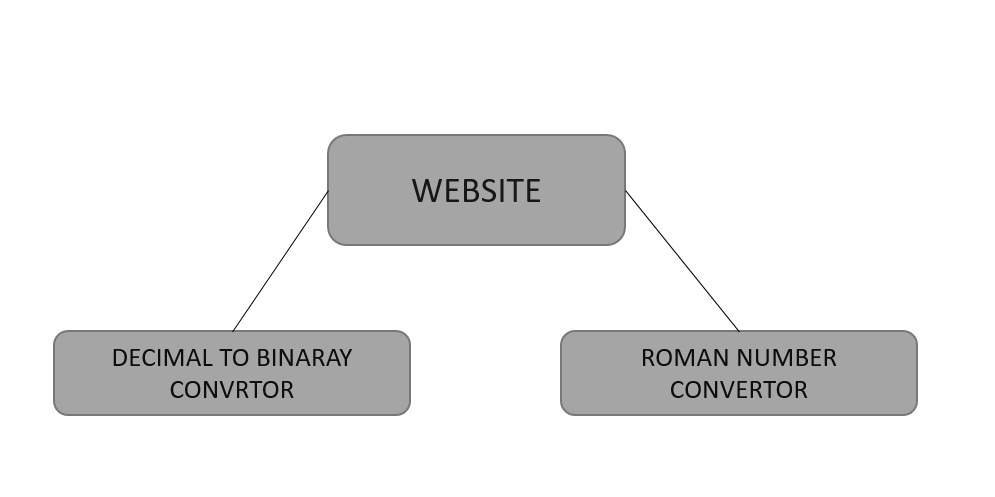 WEBSITE
DECIMAL TO BINARAY
CONVRTOR
ROMAN NUMBER
CONVERTOR